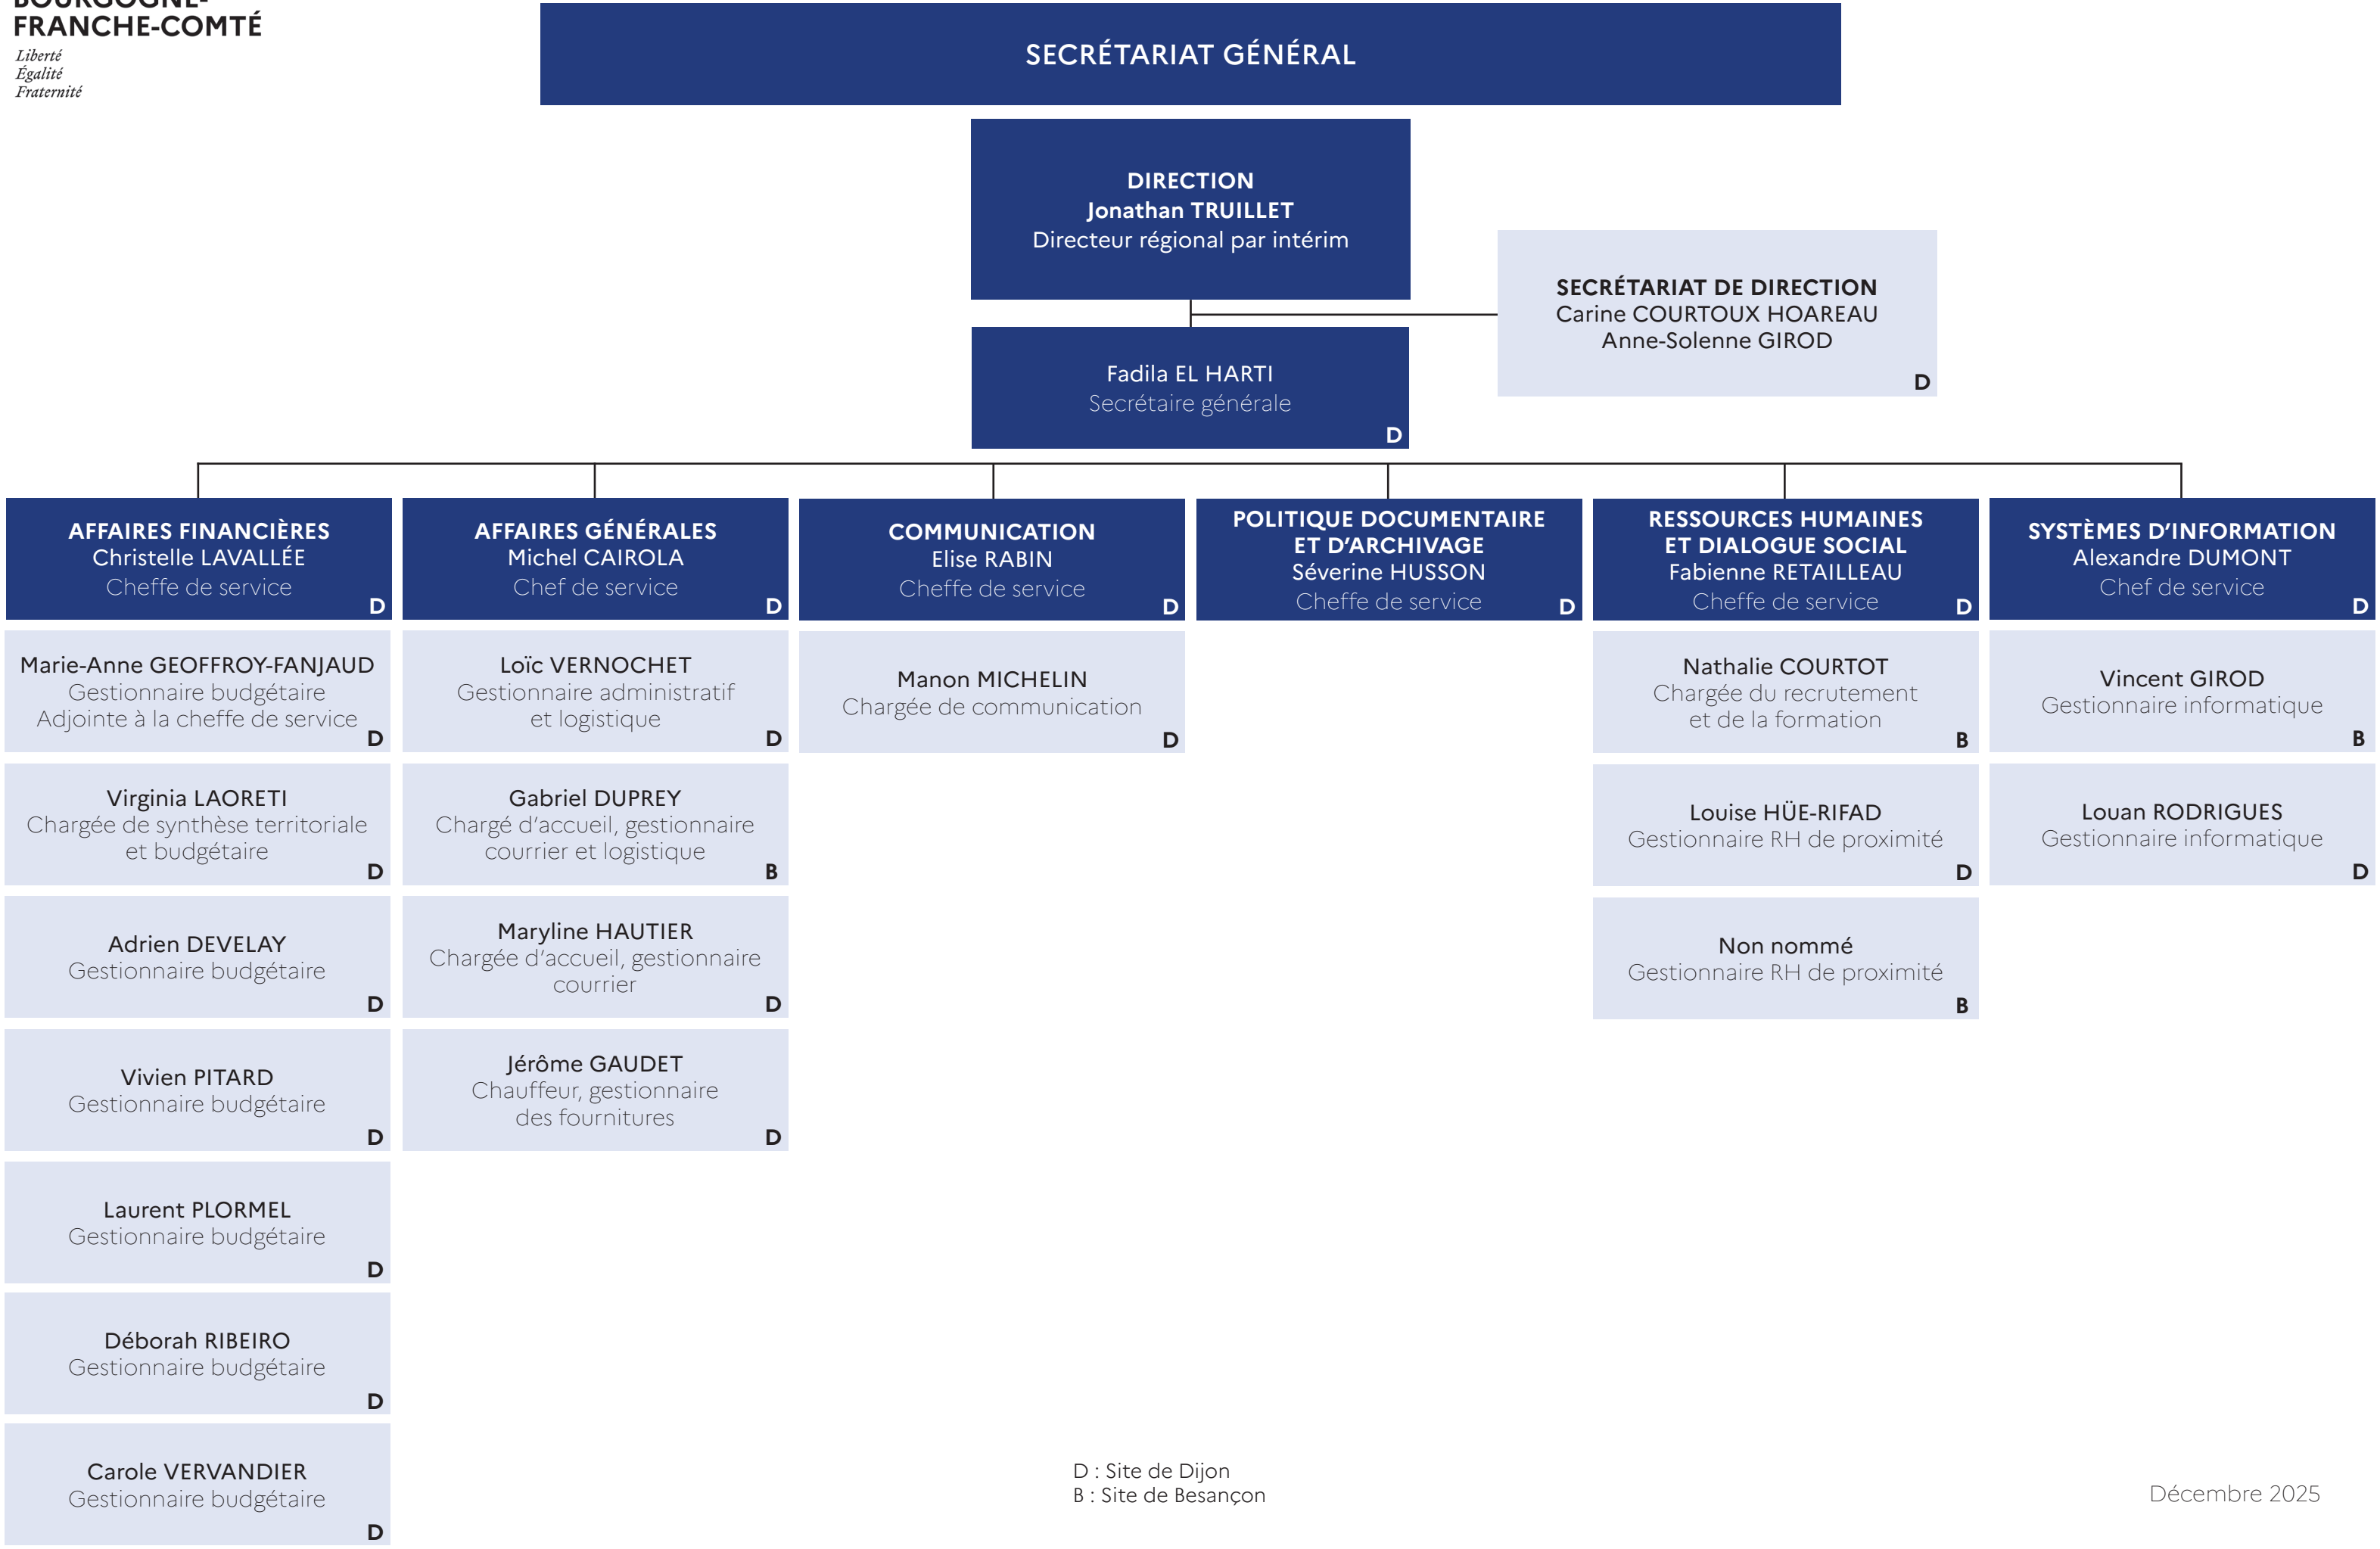 BOURGOGNE-
FRANCHE-COMTÉ
Liberté
Égalité
Fraternité
SECRÉTARIAT GÉNÉRAL
DIRECTION
Jonathan TRUILLET
Directeur régional par intérim
SECRÉTARIAT DE DIRECTION
Carine COURTOUX HOAREAU
Anne-Solenne GIROD
D
Fadila EL HARTI
Secrétaire générale
D
AFFAIRES FINANCIÈRES
Christelle LAVALLÉE
Cheffe de service
D
Marie-Anne GEOFFROY-FANJAUD
Gestionnaire budgétaire
Adjointe à la cheffe de service
D
Virginia LAORETI
Chargée de synthèse territoriale
et budgétaire
D
Adrien DEVELAY
Gestionnaire budgétaire
D
Vivien PITARD
Gestionnaire budgétaire
D
Laurent PLORMEL
Gestionnaire budgétaire
D
Déborah RIBEIRO
Gestionnaire budgétaire
D
Carole VERVANDIER
Gestionnaire budgétaire
D
AFFAIRES GÉNÉRALES
Michel CAIROLA
Chef de service
D
Loïc VERNOCHET
Gestionnaire administratif
et logistique
D
Gabriel DUPREY
Chargé d’accueil, gestionnaire
courrier et logistique
B
Maryline HAUTIER
Chargée d’accueil, gestionnaire
courrier
D
Jérôme GAUDET
Chauffeur, gestionnaire
des fournitures
D
COMMUNICATION
Elise RABIN
Cheffe de service
D
Manon MICHELIN
Chargée de communication
D
POLITIQUE DOCUMENTAIRE
ET D’ARCHIVAGE
Séverine HUSSON
Cheffe de service
D
RESSOURCES HUMAINES
ET DIALOGUE SOCIAL
Fabienne RETAILLEAU
Cheffe de service
D
Nathalie COURTOT
Chargée du recrutement
et de la formation
B
Louise HÜE-RIFAD
Gestionnaire RH de proximité
D
Non nommé
Gestionnaire RH de proximité
B
SYSTÈMES D’INFORMATION
Alexandre DUMONT
Chef de service
D
Vincent GIROD
Gestionnaire informatique
B
Louan RODRIGUES
Gestionnaire informatique
D
D : Site de Dijon
B : Site de Besançon
Décembre 2025